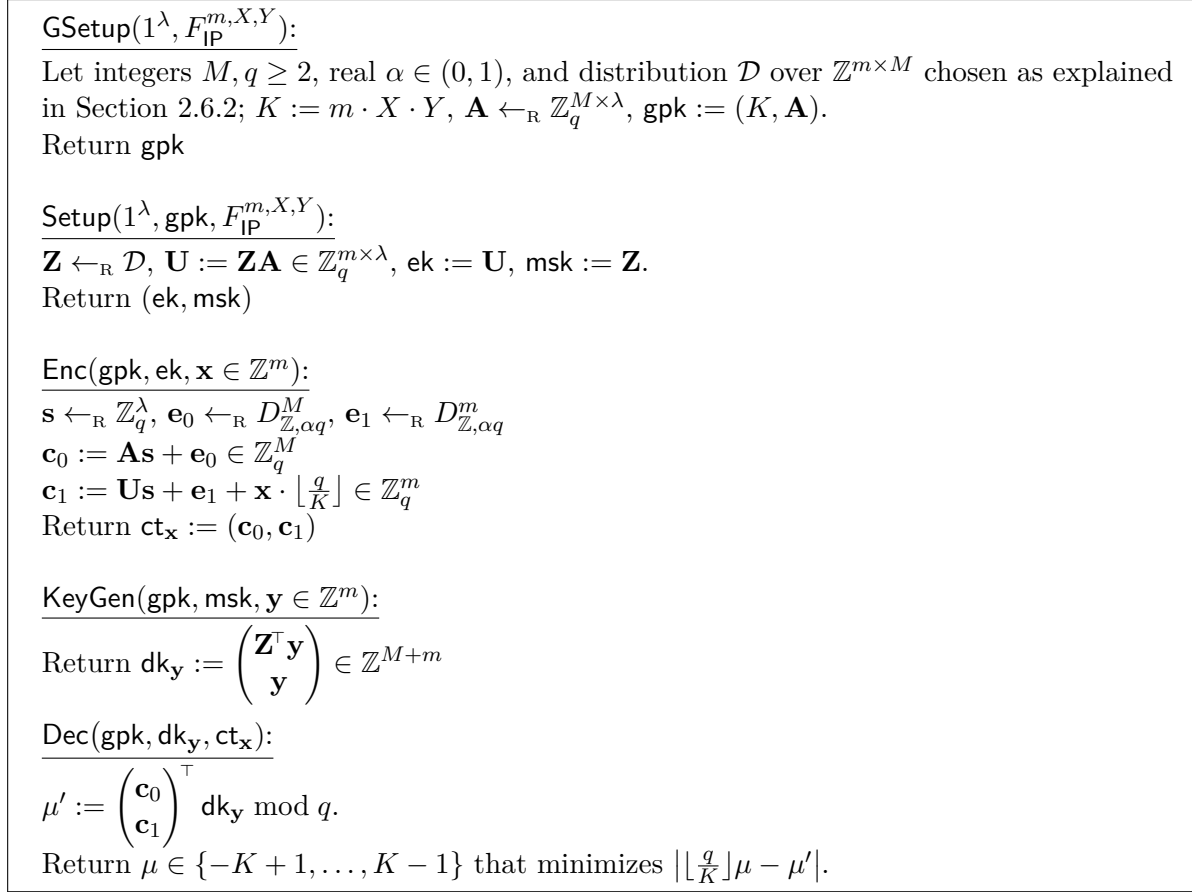 GSetup(1^λ, F_IP^{m,X,Y}):
Let integers M, q ≥ 2, real α ∈ (0, 1), and distribution 𝒟 over ℤ^{m×M} chosen as explained
in Section 2.6.2; K := m · X · Y, A ←_R ℤ_q^{M×λ}, gpk := (K, A).
Return gpk
Setup(1^λ, gpk, F_IP^{m,X,Y}):
Z ←_R 𝒟, U := ZA ∈ ℤ_q^{m×λ}, ek := U, msk := Z.
Return (ek, msk)
Enc(gpk, ek, x ∈ ℤ^m):
s ←_R ℤ_q^λ, e_0 ←_R D_{ℤ,αq}^M, e_1 ←_R D_{ℤ,αq}^m
c_0 := As + e_0 ∈ ℤ_q^M
c_1 := Us + e_1 + x · ⌊q/K⌋ ∈ ℤ_q^m
Return ct_x := (c_0, c_1)
KeyGen(gpk, msk, y ∈ ℤ^m):
Return dk_y := (Z^⊤y
y) ∈ ℤ^{M+m}
Dec(gpk, dk_y, ct_x):
μ′ := (c_0
c_1)^⊤ dk_y mod q.
Return μ ∈ {−K + 1, . . . , K − 1} that minimizes |⌊q/K⌋μ − μ′|.